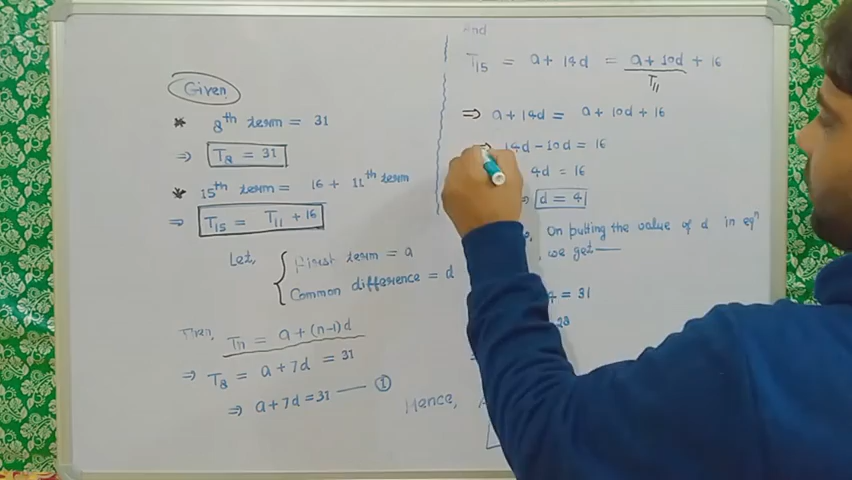 Given
* 8th term = 31
⇒ T8 = 31
* 15th term = 16 + 11th term
⇒ T15 = T11 + 16
Let, { First term = a
Common difference = d
Then, Tn = a + (n-1)d
⇒ T8 = a + 7d = 31
⇒ a + 7d = 31 —— ①
And
T15 = a + 14d = a + 10d + 16
T11
⇒ a + 14d = a + 10d + 16
14d - 10d = 16
4d = 16
⇒ d = 4
On putting the value of d in eqn
we get —
= 31
28
Hence,